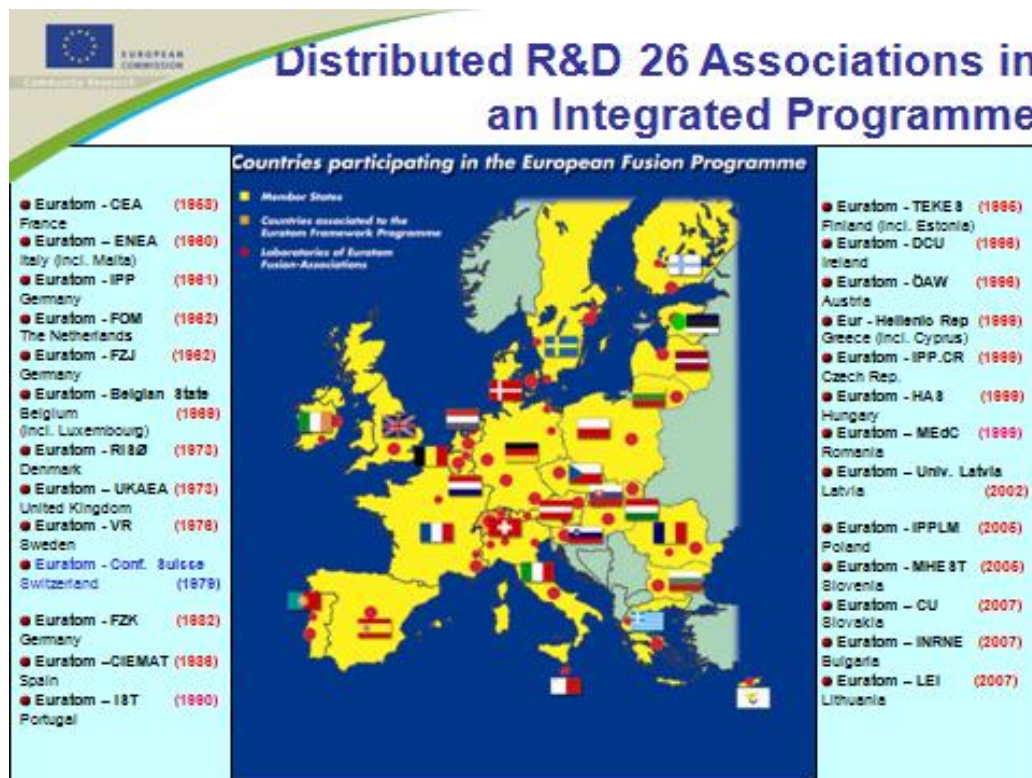 EUROPEAN
COMMISSION
Community Research
Distributed R&D 26 Associations in
an Integrated Programme
Euratom - CEA (1958)
France
Euratom – ENEA (1960)
Italy (incl. Malta)
Euratom - IPP (1961)
Germany
Euratom - FOM (1962)
The Netherlands
Euratom - FZJ (1962)
Germany
Euratom - Belgian State
Belgium (1969)
(incl. Luxembourg)
Euratom – RISØ (1973)
Denmark
Euratom – UKAEA (1973)
United Kingdom
Euratom – VR (1976)
Sweden
Euratom - Conf. Suisse
Switzerland (1979)
Euratom - FZK (1982)
Germany
Euratom –CIEMAT (1986)
Spain
Euratom – IST (1990)
Portugal
Countries participating in the European Fusion Programme
Member States
Countries associated to the
Euratom Framework Programme
Laboratories of Euratom
Fusion-Associations
Euratom - TEKES (1995)
Finland (incl. Estonia)
Euratom - DCU (1996)
Ireland
Euratom - ÖAW (1996)
Austria
Eur - Hellenic Rep (1999)
Greece (incl. Cyprus)
Euratom - IPP.CR (1999)
Czech Rep.
Euratom - HAS (1999)
Hungary
Euratom – MEdC (1999)
Romania
Euratom – Univ. Latvia
Latvia (2002)
Euratom - IPPLM (2005)
Poland
Euratom - MHEST (2005)
Slovenia
Euratom – CU (2007)
Slovakia
Euratom – INRNE (2007)
Bulgaria
Euratom – LEI (2007)
Lithuania